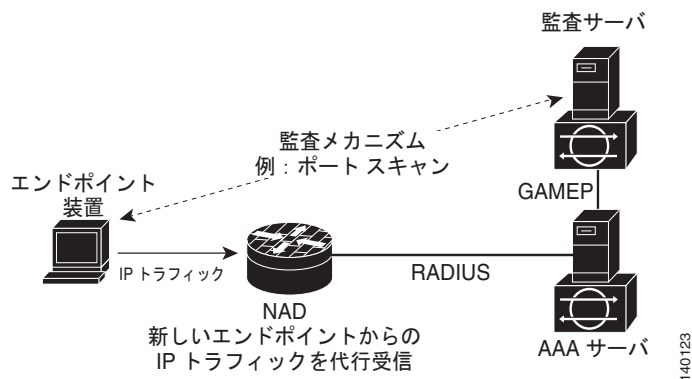 監査サーバ
監査メカニズム
例：ポート スキャン
エンドポイント
装置
GAMEP
IP トラフィック
RADIUS
NAD
新しいエンドポイントからの
IP トラフィックを代行受信
AAA サーバ
140123